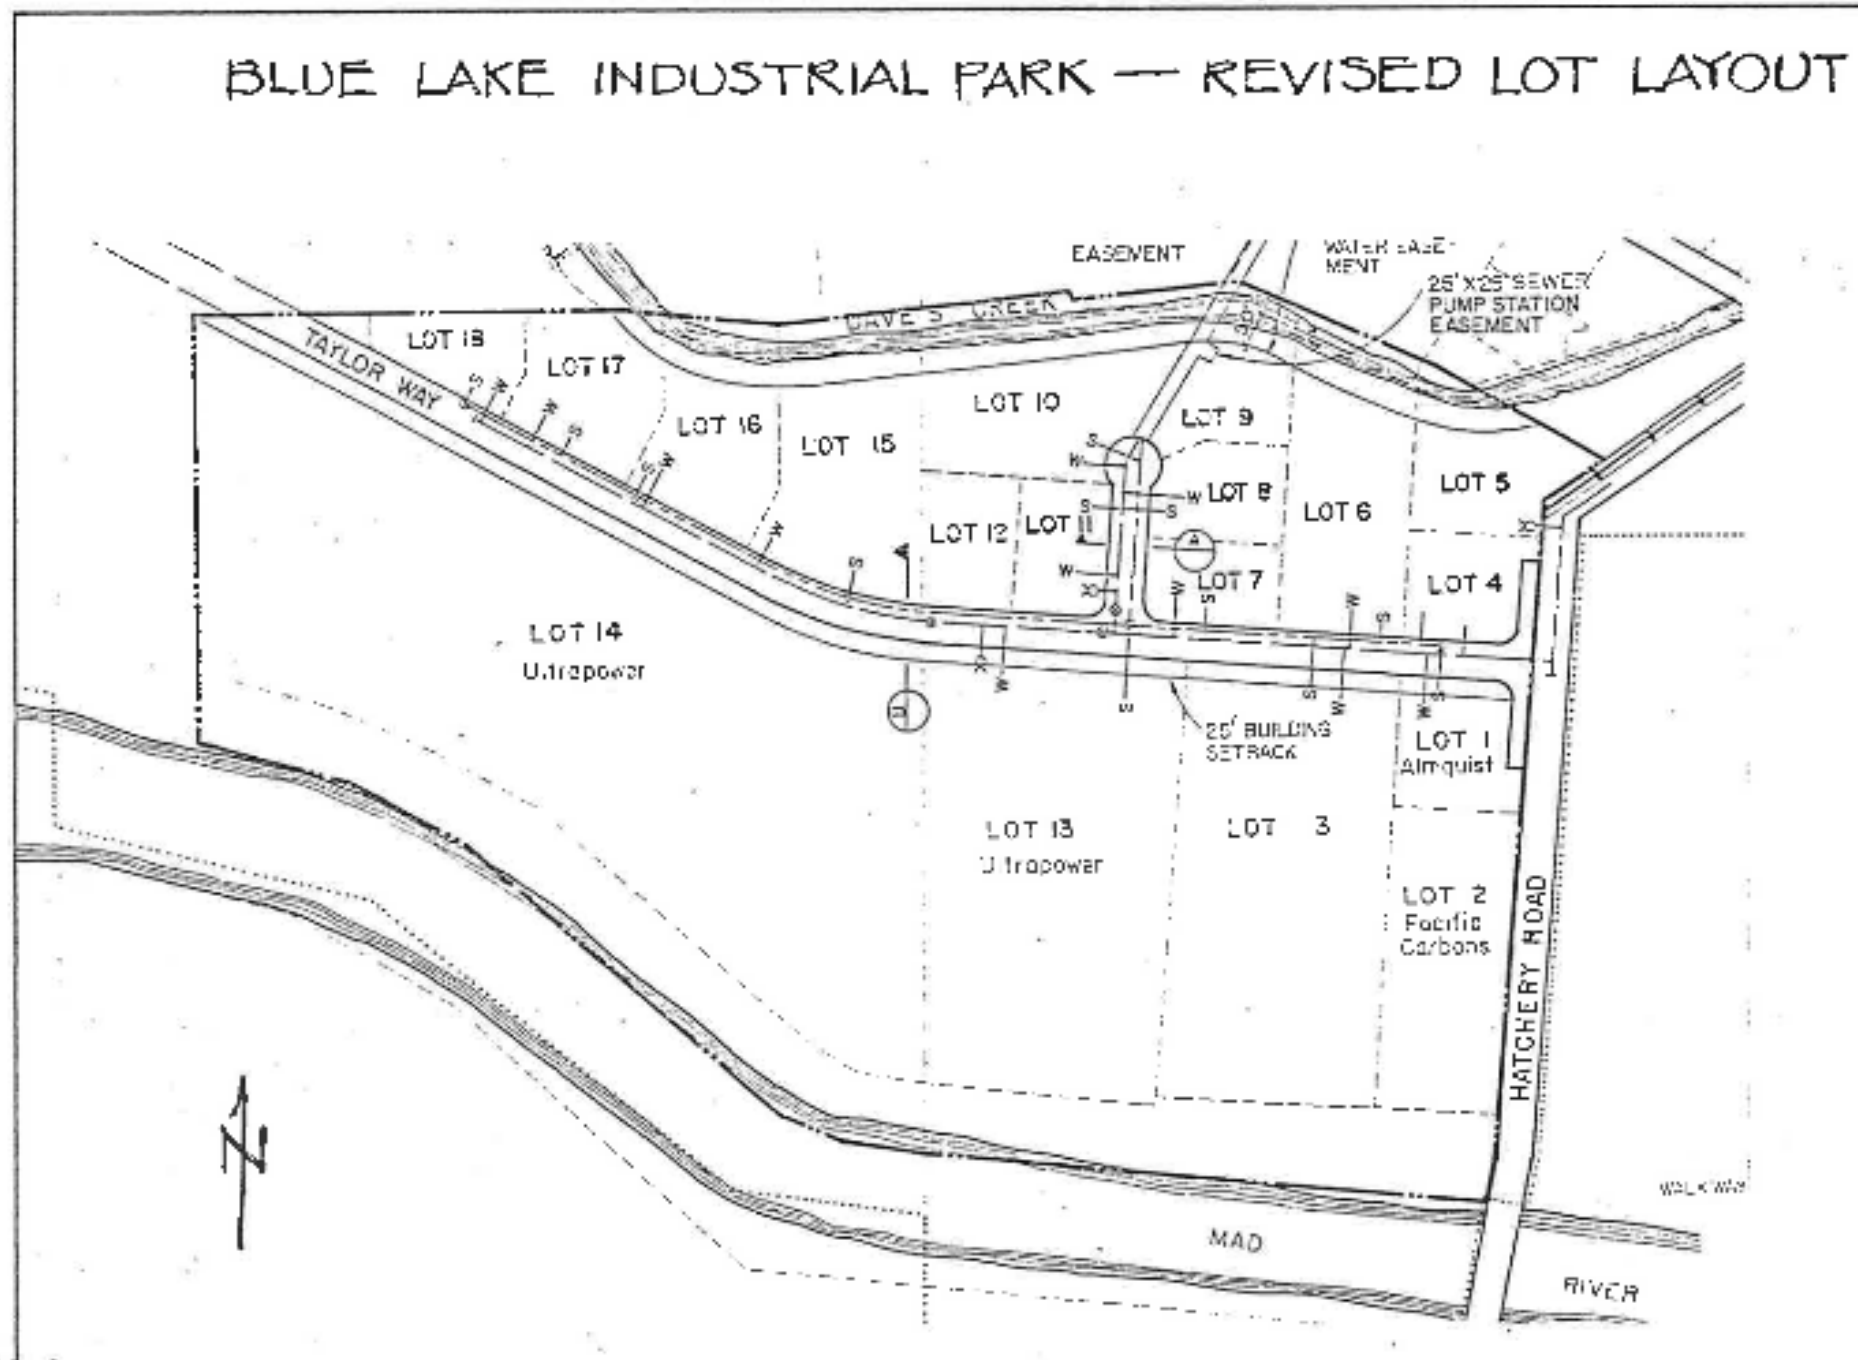 BLUE LAKE INDUSTRIAL PARK — REVISED LOT LAYOUT
EASEMENT
WATER EASE-
MENT
25' X 25' SEWER
PUMP STATION
EASEMENT
DAVE'S CREEK
TAYLOR WAY
LOT 18
LOT 17
LOT 16
LOT 15
LOT 10
LOT 9
LOT 8
LOT 6
LOT 5
LOT 12
LOT 11
LOT 7
LOT 4
A
S
W
LOT 14
Ultrapower
25' BUILDING
SETBACK
LOT 1
Almquist
LOT 13
Ultrapower
LOT 3
LOT 2
Pacific
Carbons
HATCHERY ROAD
N
WALKWAY
MAD
RIVER